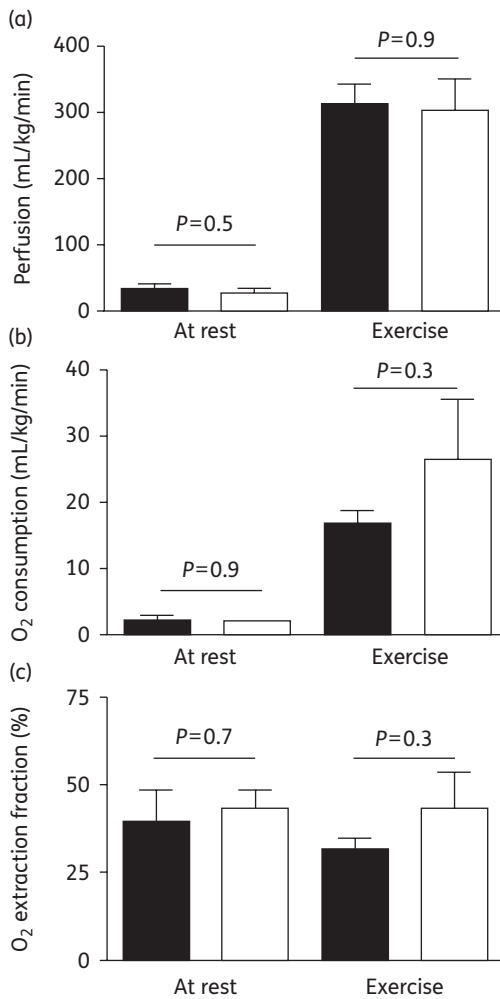 (a)
Perfusion (mL/kg/min)
400
300
200
100
0
P=0.5
P=0.9
At rest
Exercise
(b)
O₂ consumption (mL/kg/min)
40
30
20
10
0
P=0.9
P=0.3
At rest
Exercise
(c)
O₂ extraction fraction (%)
75
50
25
0
P=0.7
P=0.3
At rest
Exercise